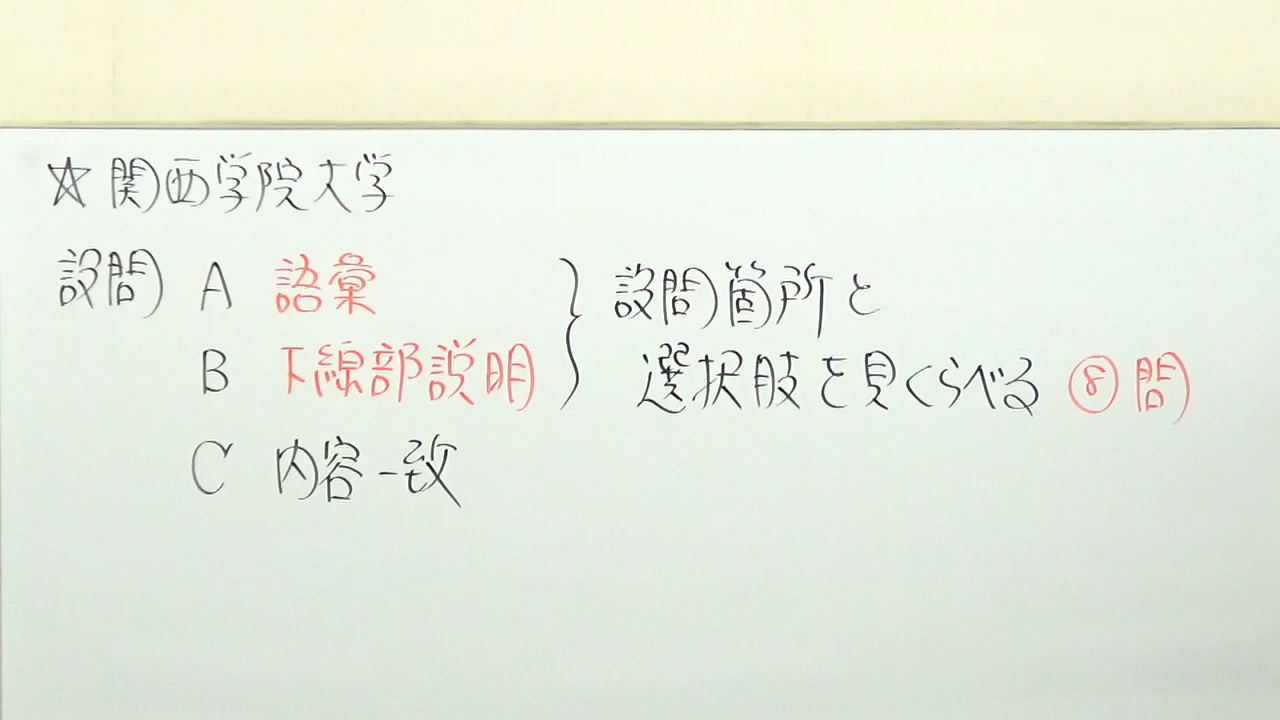 ☆関西学院大学
設問 A 語彙
B 下線部説明
C 内容一致
} 設問箇所と
選択肢を見くらべる ⑧問